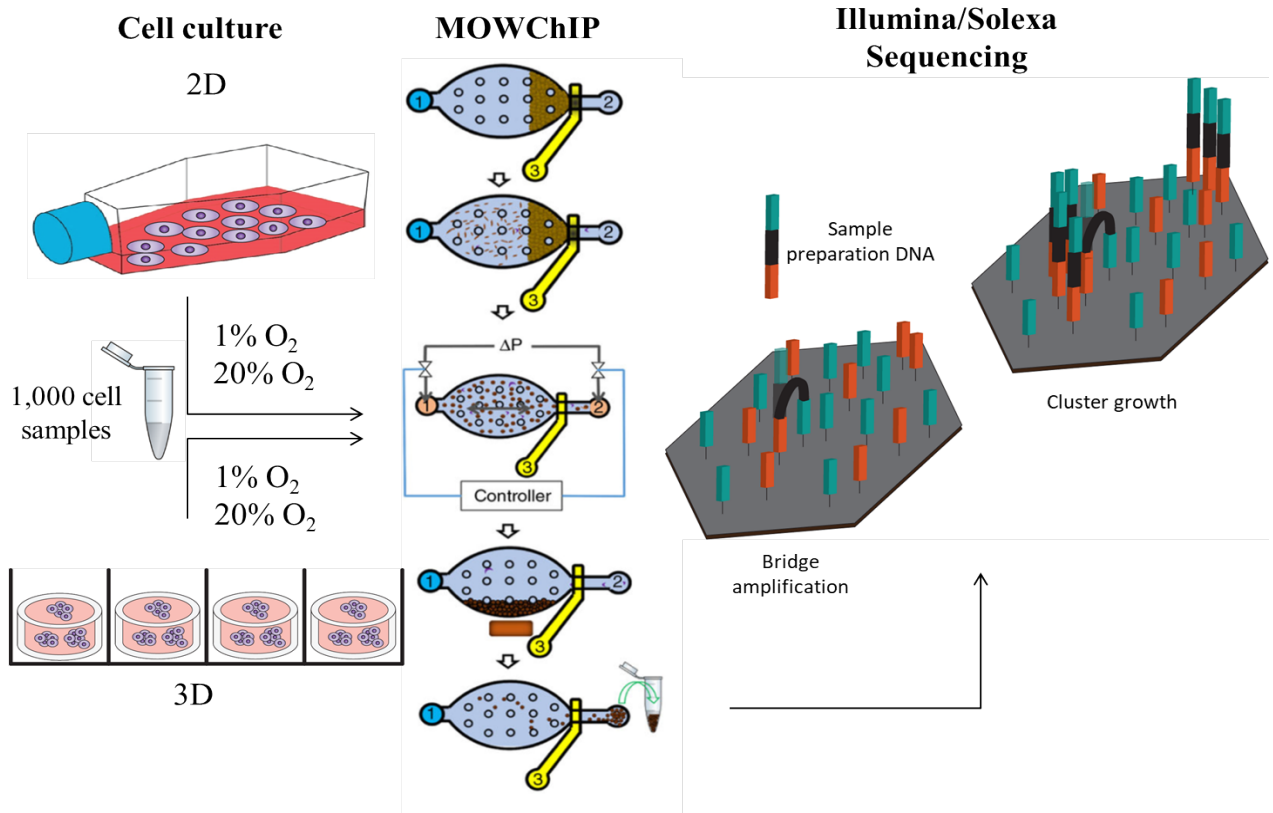 Cell culture
2D
1% O₂
20% O₂
1,000 cell
samples
1% O₂
20% O₂
3D
MOWChIP
1
2
3
1
2
3
ΔP
1
2
3
Controller
1
2
3
1
3
Illumina/Solexa
Sequencing
Sample
preparation DNA
Cluster growth
Bridge
amplification